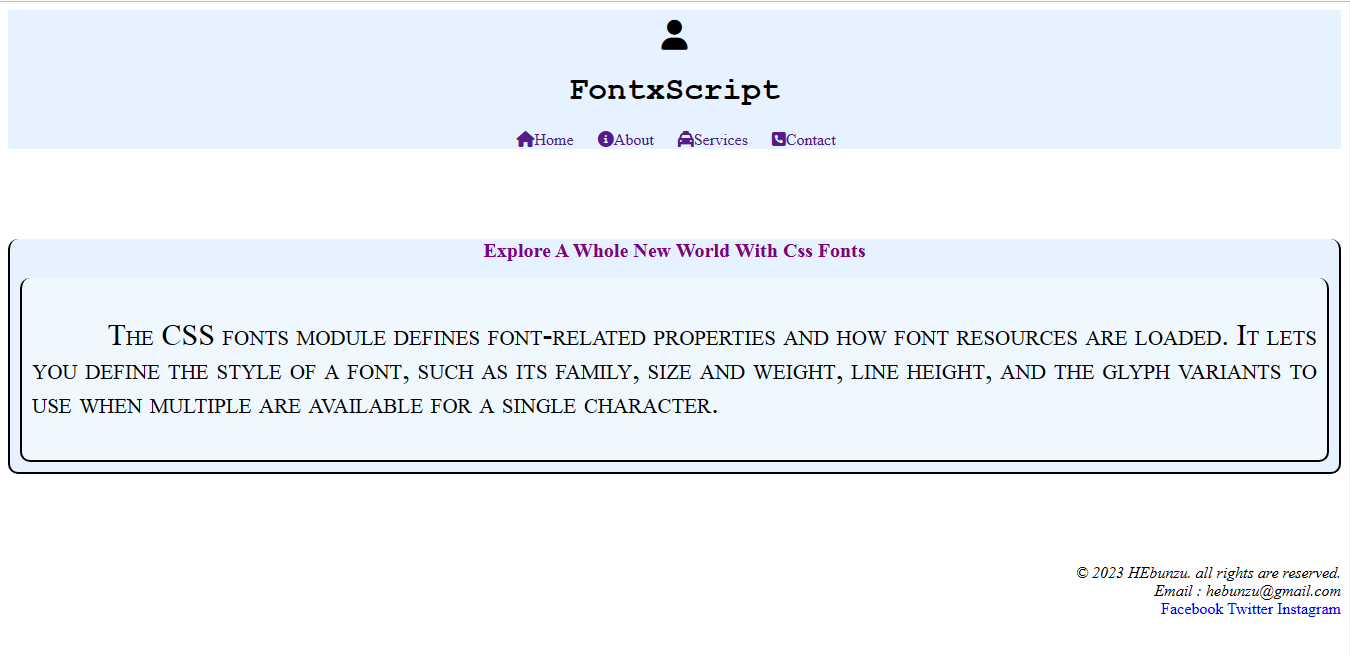 FontxScript
Home About Services Contact
Explore A Whole New World With Css Fonts
The CSS fonts module defines font-related properties and how font resources are loaded. It lets
you define the style of a font, such as its family, size and weight, line height, and the glyph variants to
use when multiple are available for a single character.
© 2023 HEbunzu. all rights are reserved.
Email : hebunzu@gmail.com
Facebook Twitter Instagram